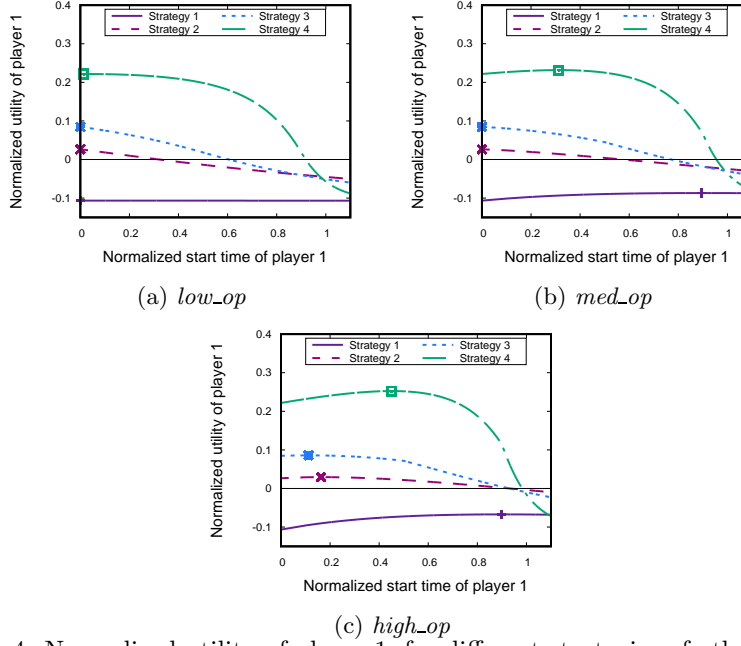 0.4
0.3
0.2
0.1
0
-0.1
0 0.2 0.4 0.6 0.8 1
Normalized utility of player 1
Normalized start time of player 1
Strategy 1
Strategy 2
Strategy 3
Strategy 4
(a) low_op
0.4
0.3
0.2
0.1
0
-0.1
0 0.2 0.4 0.6 0.8 1
Normalized utility of player 1
Normalized start time of player 1
Strategy 1
Strategy 2
Strategy 3
Strategy 4
(b) med_op
0.4
0.3
0.2
0.1
0
-0.1
0 0.2 0.4 0.6 0.8 1
Normalized utility of player 1
Normalized start time of player 1
Strategy 1
Strategy 2
Strategy 3
Strategy 4
(c) high_op